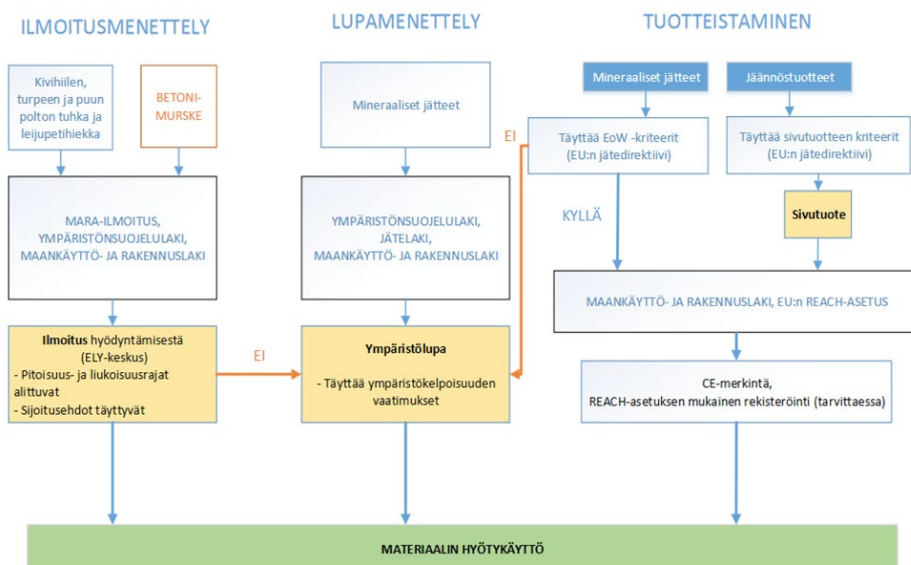 ILMOITUSMENETTELY
LUPAMENETTELY
TUOTTEISTAMINEN
Kivihiilen,
turpeen ja puun
polton tuhka ja
leijupetihiekka
BETONI-
MURSKE
Mineraaliset jätteet
Mineraaliset jätteet
Jäännöstuotteet
EI
Täyttää EoW -kriteerit
(EU:n jätedirektiivi)
Täyttää sivutuotteen kriteerit
(EU:n jätedirektiivi)
MARA-ILMOITUS,
YMPÄRISTÖNSUOJELULAKI,
MAANKÄYTTÖ- JA RAKENNUSLAKI
YMPÄRISTÖNSUOJELULAKI,
JÄTELAKI,
MAANKÄYTTÖ- JA RAKENNUSLAKI
KYLLÄ
Sivutuote
MAANKÄYTTÖ- JA RAKENNUSLAKI, EU:n REACH-ASETUS
Ilmoitus hyödyntämisestä
(ELY-keskus)
- Pitoisuus- ja liukoisuusrajat
alittuvat
- Sijoitusehdot täyttyvät
EI
Ympäristölupa
- Täyttää ympäristökelpoisuuden
vaatimukset
CE-merkintä,
REACH-asetuksen mukainen rekisteröinti (tarvittaessa)
MATERIAALIN HYÖTYKÄYTTÖ